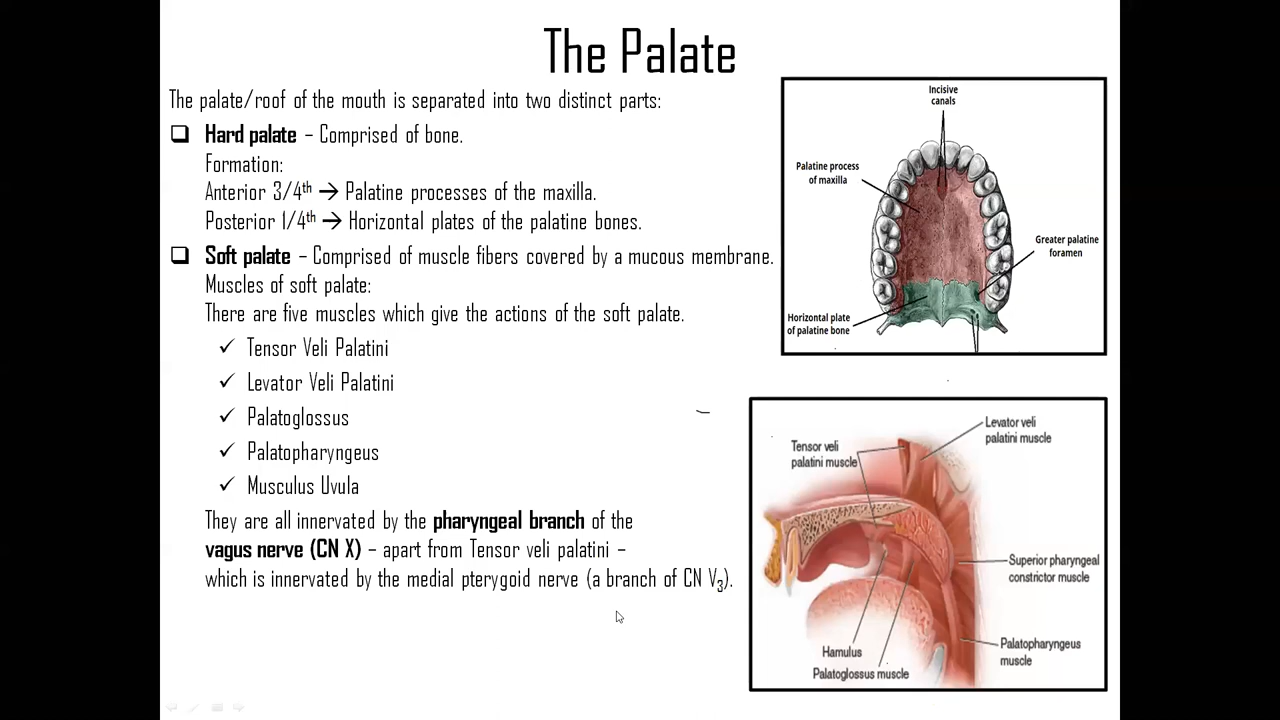 The Palate
The palate/roof of the mouth is separated into two distinct parts:
Hard palate – Comprised of bone.
Formation:
Anterior 3/4th → Palatine processes of the maxilla.
Posterior 1/4th → Horizontal plates of the palatine bones.
Soft palate – Comprised of muscle fibers covered by a mucous membrane.
Muscles of soft palate:
There are five muscles which give the actions of the soft palate.
✓ Tensor Veli Palatini
✓ Levator Veli Palatini
✓ Palatoglossus
✓ Palatopharyngeus
✓ Musculus Uvula
They are all innervated by the pharyngeal branch of the
vagus nerve (CN X) – apart from Tensor veli palatini –
which is innervated by the medial pterygoid nerve (a branch of CN V3).
Incisive
canals
Palatine process
of maxilla
Greater palatine
foramen
Horizontal plate
of palatine bone
Levator veli
palatini muscle
Tensor veli
palatini muscle
Superior pharyngeal
constrictor muscle
Hamulus
Palatoglossus muscle
Palatopharyngeus
muscle